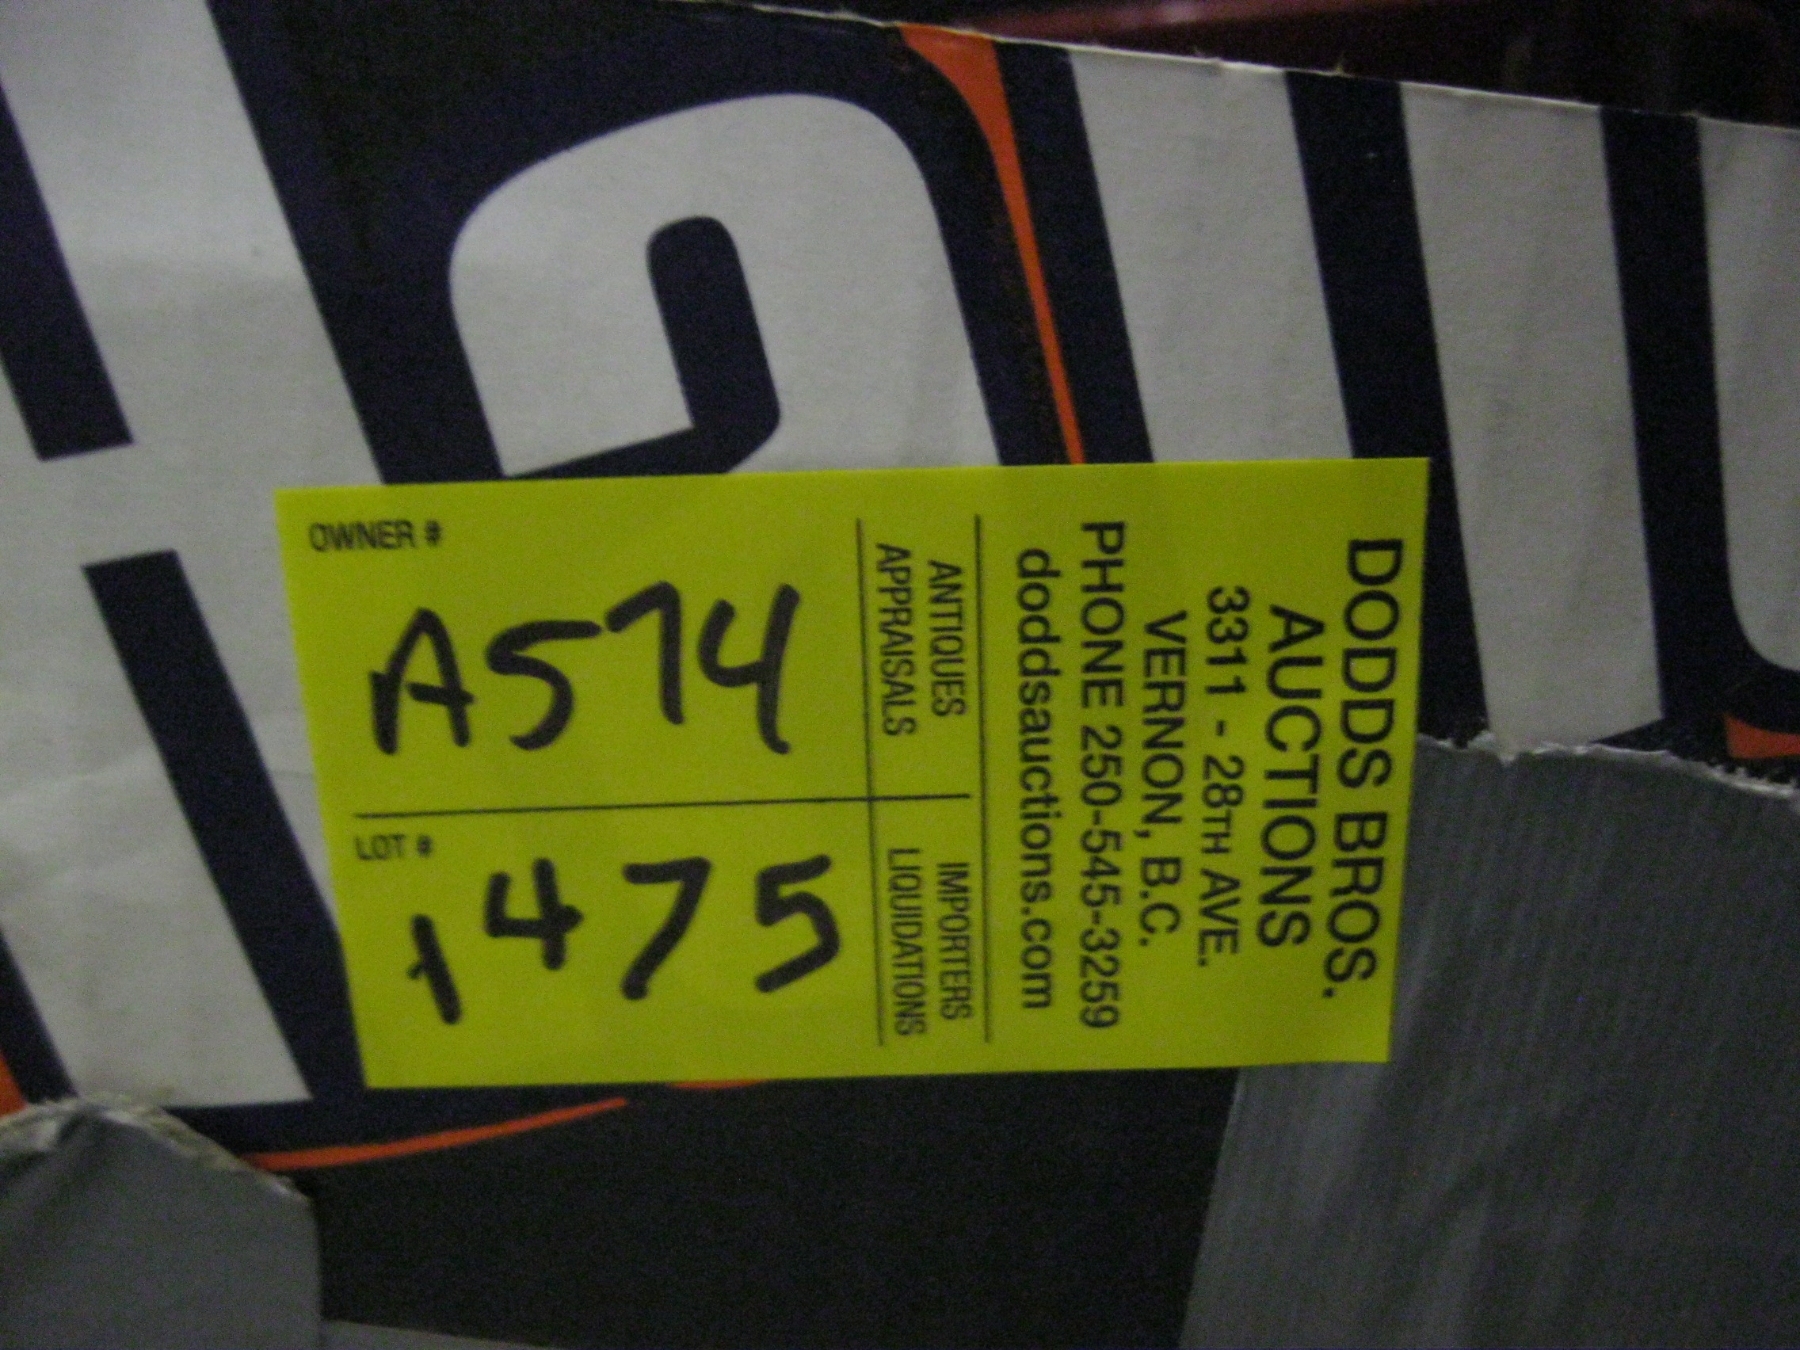 DODDS BROS.
AUCTIONS
3311 - 28TH AVE.
VERNON, B.C.
PHONE 250-545-3259
doddsauctions.com
ANTIQUES
APPRAISALS
IMPORTERS
LIQUIDATIONS
OWNER #
A574
LOT #
1475